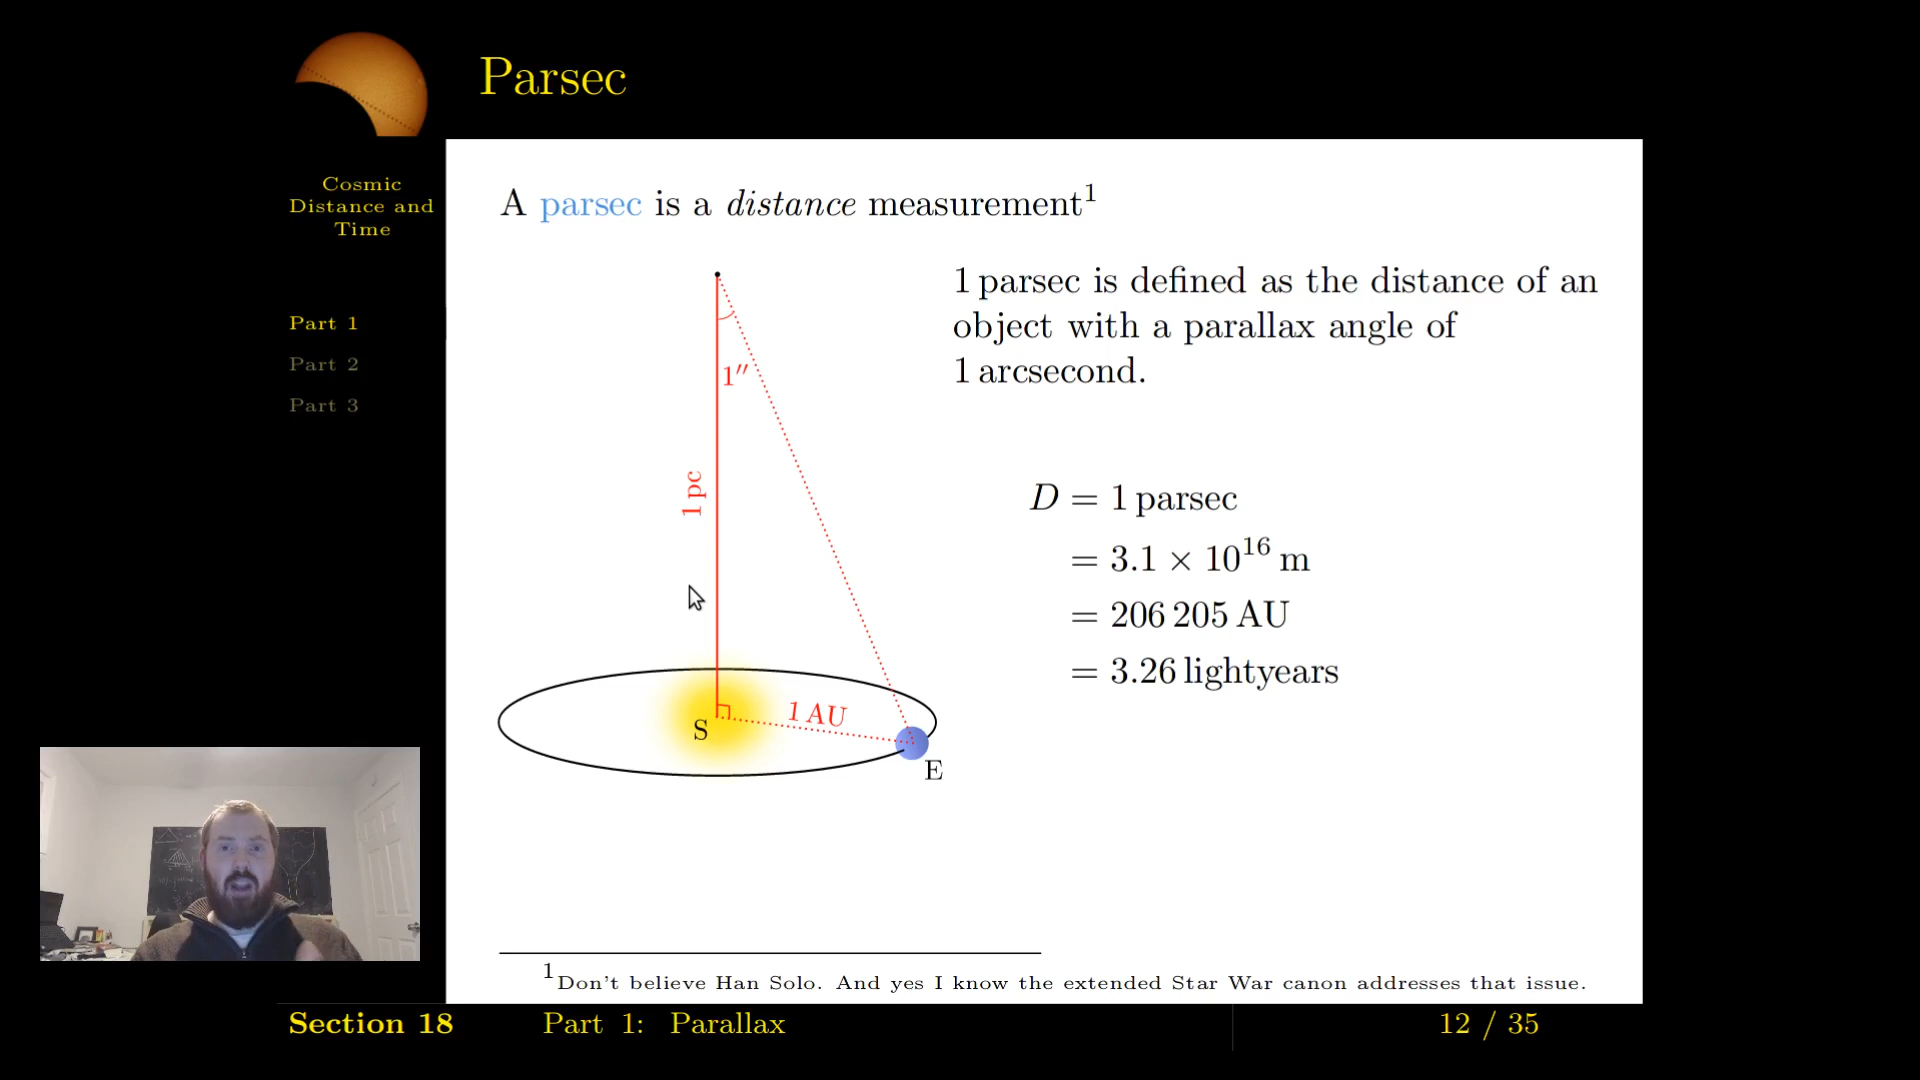 Parsec
Cosmic
Distance and
Time
Part 1
Part 2
Part 3
A parsec is a distance measurement¹
1 parsec is defined as the distance of an
object with a parallax angle of
1 arcsecond.
1″
1 pc
1 AU
S
E
D = 1 parsec
= 3.1 × 10¹⁶ m
= 206 205 AU
= 3.26 lightyears
¹Don't believe Han Solo. And yes I know the extended Star War canon addresses that issue.
Section 18 Part 1: Parallax 12 / 35